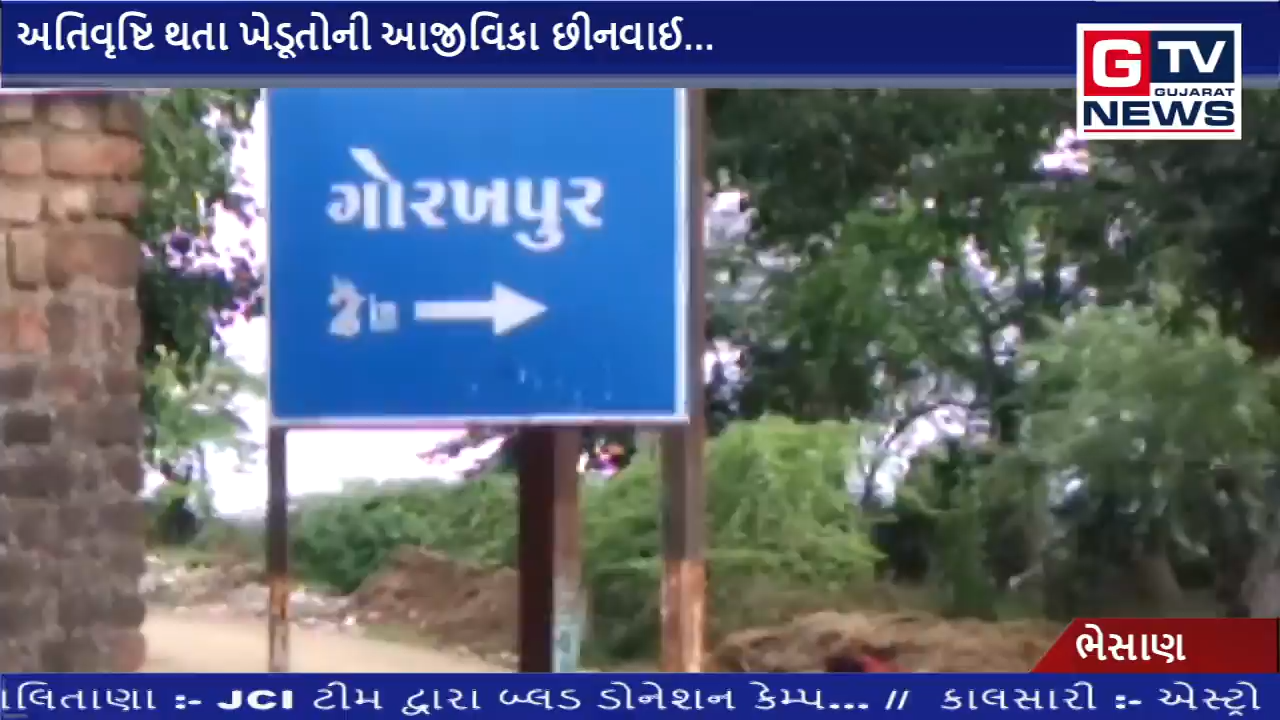 અતિવૃષ્ટિ થતા ખેડૂતોની આજીવિકા છીનવાઈ...
G TV
GUJARAT
NEWS
ગોરખપુર
ભેસાણ
ાલિતાણા :- JCI ટીમ દ્વારા બ્લડ ડોનેશન કેમ્પ... // કાલસારી :- એસ્ટ્રો